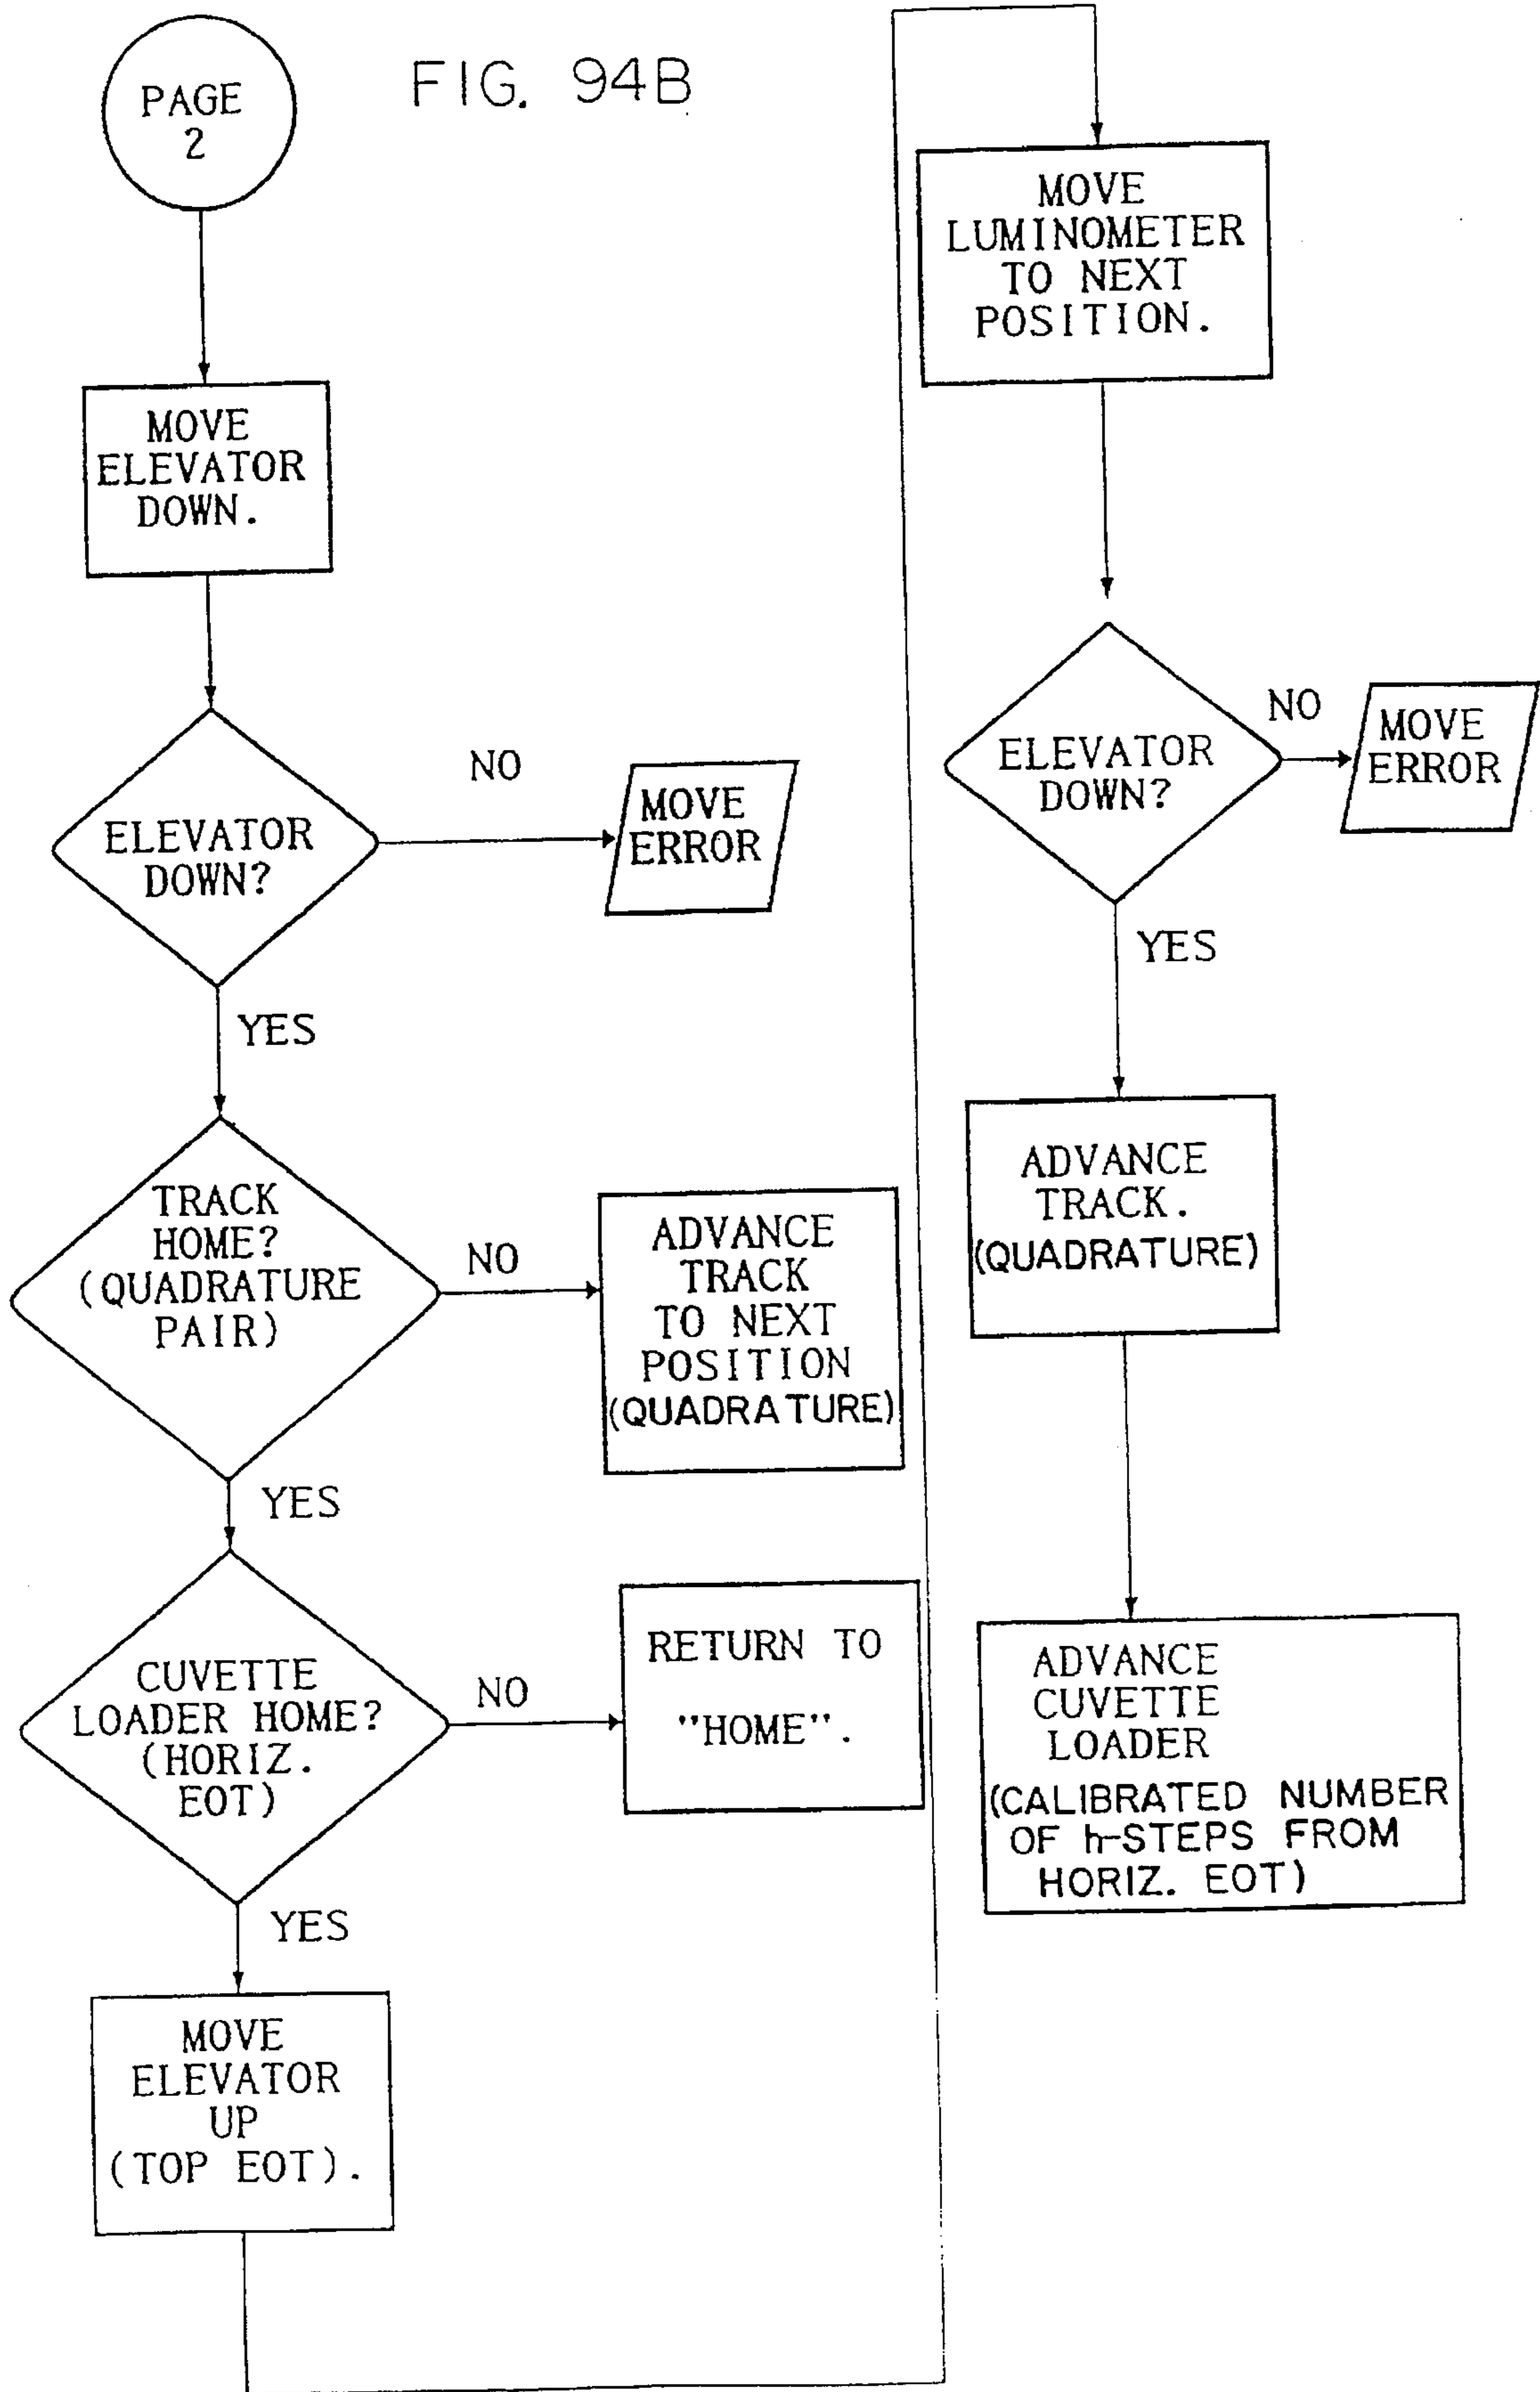 FIG. 94B
PAGE
2
MOVE
ELEVATOR
DOWN.
ELEVATOR
DOWN?
NO
MOVE
ERROR
YES
TRACK
HOME?
(QUADRATURE
PAIR)
NO
ADVANCE
TRACK
TO NEXT
POSITION
(QUADRATURE)
YES
CUVETTE
LOADER HOME?
(HORIZ.
EOT)
NO
RETURN TO
"HOME".
YES
MOVE
ELEVATOR
UP
(TOP EOT).
MOVE
LUMINOMETER
TO NEXT
POSITION.
ELEVATOR
DOWN?
NO
MOVE
ERROR
YES
ADVANCE
TRACK.
(QUADRATURE)
ADVANCE
CUVETTE
LOADER
(CALIBRATED NUMBER
OF h-STEPS FROM
HORIZ. EOT)